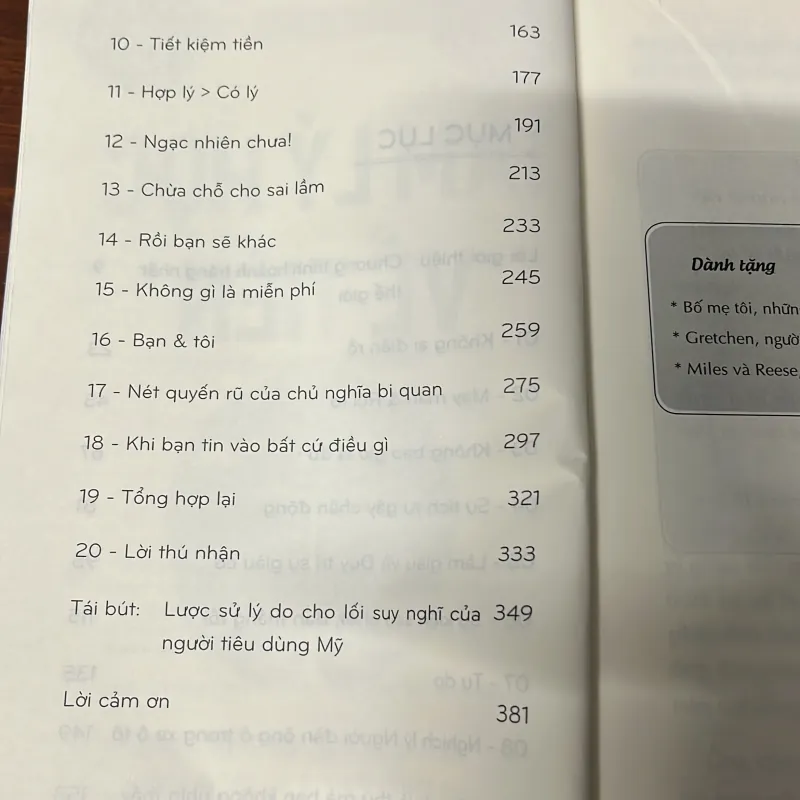 10 - Tiết kiệm tiền 163
11 - Hợp lý > Có lý 177
12 - Ngạc nhiên chưa! 191
13 - Chừa chỗ cho sai lầm 213
14 - Rồi bạn sẽ khác 233
15 - Không gì là miễn phí 245
16 - Bạn & tôi 259
17 - Nét quyến rũ của chủ nghĩa bi quan 275
18 - Khi bạn tin vào bất cứ điều gì 297
19 - Tổng hợp lại 321
20 - Lời thú nhận 333
Tái bút: Lược sử lý do cho lối suy nghĩ của 349
người tiêu dùng Mỹ
Lời cảm ơn 381
Dành tặng
* Bố mẹ tôi,
* Gretchen,
* Miles và Reese,